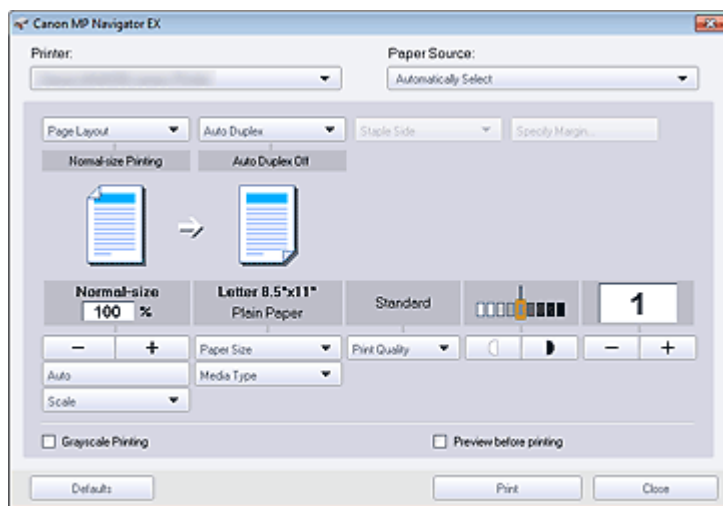 Canon MP Navigator EX
Printer: Paper Source:
Automatically Select
Page Layout Auto Duplex Staple Side Specify Margin...
Normal-size Printing Auto Duplex Off
Normal-size Letter 8.5"x11" Standard 1
100 % Plain Paper
− + Paper Size Print Quality − +
Auto Media Type
Scale
Grayscale Printing Preview before printing
Defaults Print Close